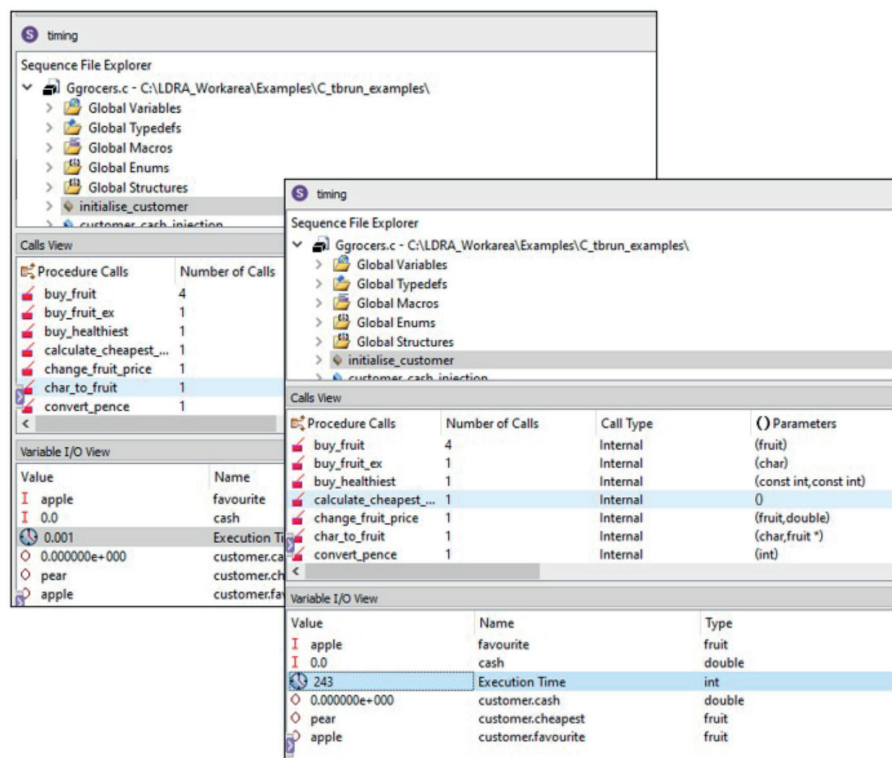 timing
Sequence File Explorer
Ggrocers.c - C:\LDRA_Workarea\Examples\C_tbrun_examples\
Global Variables
Global Typedefs
Global Macros
Global Enums
Global Structures
initialise_customer
customer_cash_injection
Calls View
Procedure Calls Number of Calls
buy_fruit 4
buy_fruit_ex 1
buy_healthiest 1
calculate_cheapest_... 1
change_fruit_price 1
char_to_fruit 1
convert_pence 1
Variable I/O View
Value Name
I apple favourite
I 0.0 cash
0.001 Execution Ti
0.000000e+000 customer.ca
pear customer.ch
apple customer.fav
timing
Sequence File Explorer
Ggrocers.c - C:\LDRA_Workarea\Examples\C_tbrun_examples\
Global Variables
Global Typedefs
Global Macros
Global Enums
Global Structures
initialise_customer
customer_cash_injection
Calls View
Procedure Calls Number of Calls Call Type () Parameters
buy_fruit 4 Internal (fruit)
buy_fruit_ex 1 Internal (char)
buy_healthiest 1 Internal (const int,const int)
calculate_cheapest_... 1 Internal ()
change_fruit_price 1 Internal (fruit,double)
char_to_fruit 1 Internal (char,fruit *)
convert_pence 1 Internal (int)
Variable I/O View
Value Name Type
I apple favourite fruit
I 0.0 cash double
243 Execution Time int
0.000000e+000 customer.cash double
pear customer.cheapest fruit
apple customer.favourite fruit